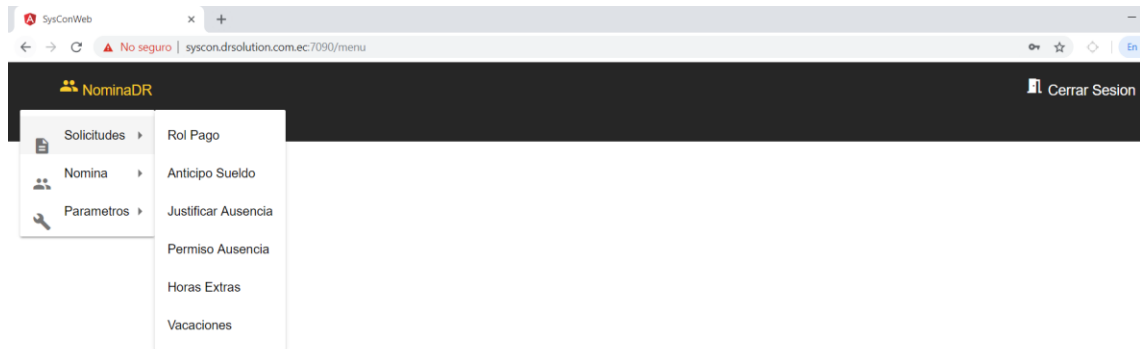 SysConWeb
No seguro | syscon.drsolution.com.ec:7090/menu
En
NominaDR
Cerrar Sesion
Solicitudes
Rol Pago
Nomina
Anticipo Sueldo
Parametros
Justificar Ausencia
Permiso Ausencia
Horas Extras
Vacaciones